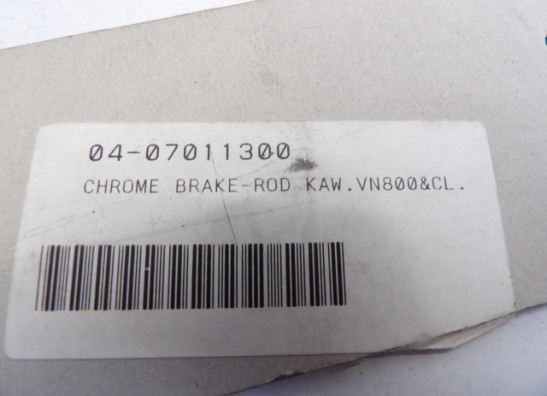 04-07011300
CHROME BRAKE-ROD KAW.VN800&CL.